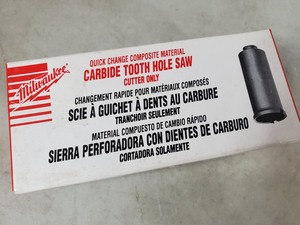 Milwaukee
QUICK CHANGE COMPOSITE MATERIAL
CARBIDE TOOTH HOLE SAW
CUTTER ONLY
CHANGEMENT RAPIDE POUR MATÉRIAUX COMPOSÉS
SCIE À GUICHET À DENTS AU CARBURE
TRANCHOIR SEULEMENT
MATERIAL COMPUESTO DE CAMBIO RÁPIDO
SIERRA PERFORADORA CON DIENTES DE CARBURO
CORTADORA SOLAMENTE